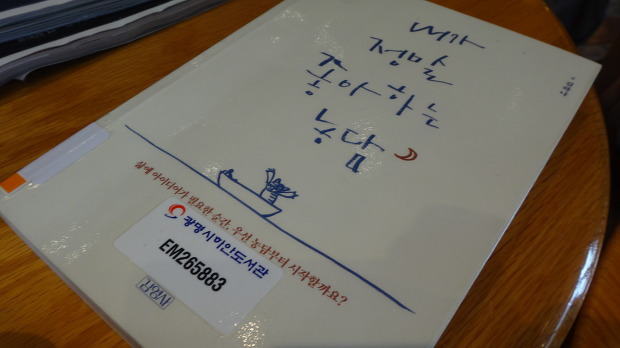 내가
정말
좋아하는
농담
삶에 아이디어가 필요한 순간, 우선 농담부터 시작할까요?
광명시미인도서관
EM265883